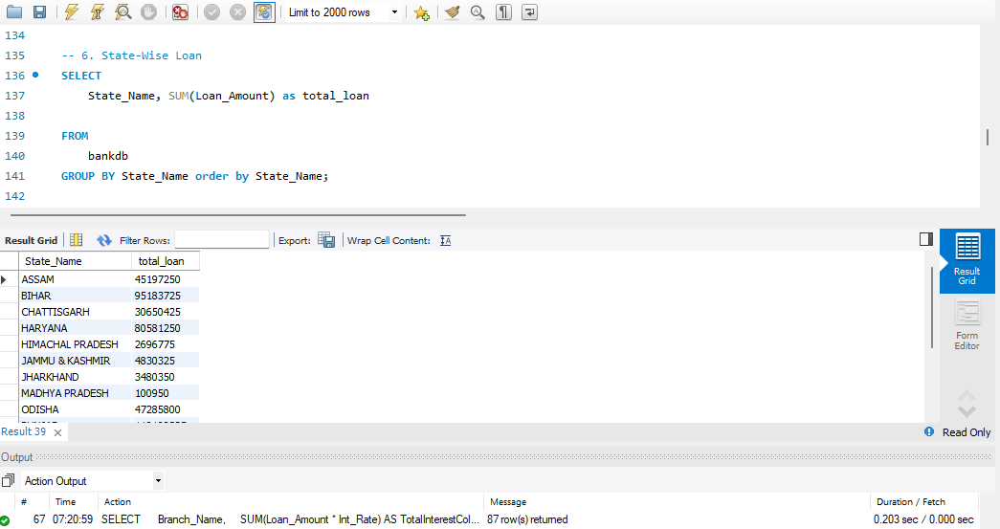 Limit to 2000 rows
134
135 -- 6. State-Wise Loan
136 SELECT
137 State_Name, SUM(Loan_Amount) as total_loan
138
139 FROM
140 bankdb
141 GROUP BY State_Name order by State_Name;
142
Result Grid Filter Rows: Export: Wrap Cell Content: IA
State_Name total_loan
ASSAM 45197250
BIHAR 95183725
CHATTISGARH 30650425
HARYANA 80581250
HIMACHAL PRADESH 2696775
JAMMU & KASHMIR 4830325
JHARKHAND 3480350
MADHYA PRADESH 100950
ODISHA 47285800
Result Grid
Form Editor
Result 39 Read Only
Output
Action Output
# Time Action Message Duration / Fetch
67 07:20:59 SELECT Branch_Name, SUM(Loan_Amount * Int_Rate) AS TotalInterestCol... 87 row(s) returned 0.203 sec / 0.000 sec